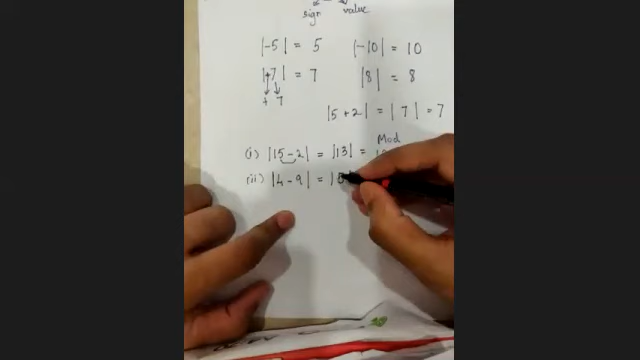 sign value
|-5| = 5 |-10| = 10
|+7| = 7 |8| = 8
+ 7
|5+2| = |7| = 7
Mod
(i) |15-2| = |13| =
(ii) |4-9| = |